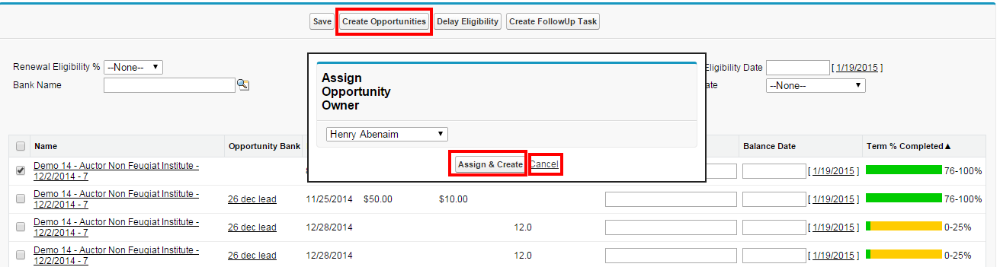 Save Create Opportunities Delay Eligibility Create FollowUp Task
Renewal Eligibility % --None--
Eligibility Date [ 1/19/2015 ]
Bank Name
--None--
Assign
Opportunity
Owner
Henry Abenaim
Assign & Create Cancel
Name Opportunity Bank Balance Date Term % Completed▲
Demo 14 - Auctor Non Feugiat Institute -
12/2/2014 - 7
[ 1/19/2015 ] 76-100%
Demo 14 - Auctor Non Feugiat Institute -
12/2/2014 - 7
26 dec lead 11/25/2014 $50.00 $10.00 [ 1/19/2015 ] 76-100%
Demo 14 - Auctor Non Feugiat Institute -
12/2/2014 - 7
26 dec lead 12/28/2014 12.0 [ 1/19/2015 ] 0-25%
Demo 14 - Auctor Non Feugiat Institute -
12/2/2014 - 7
26 dec lead 12/28/2014 12.0 [ 1/19/2015 ] 0-25%